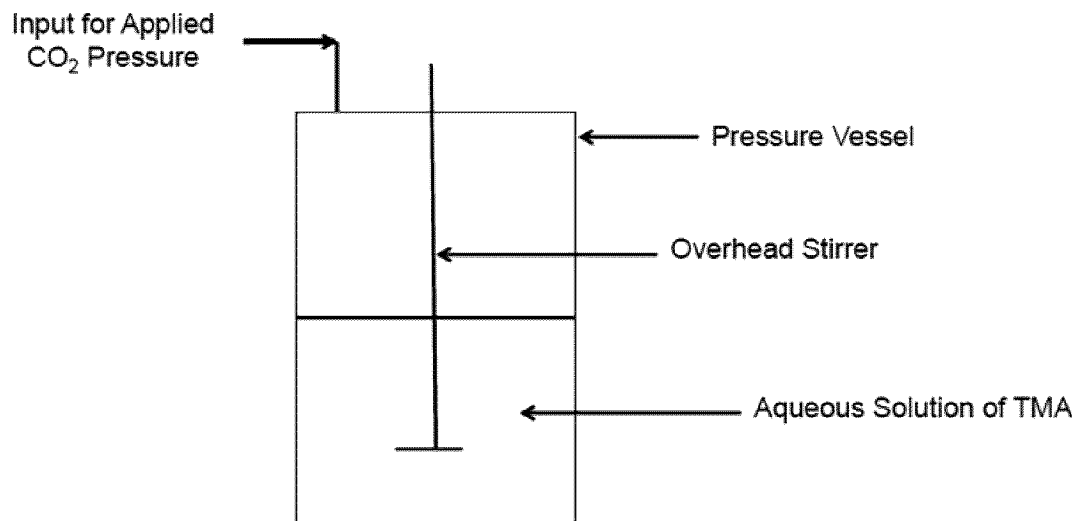 Input for Applied
CO₂ Pressure
Pressure Vessel
Overhead Stirrer
Aqueous Solution of TMA